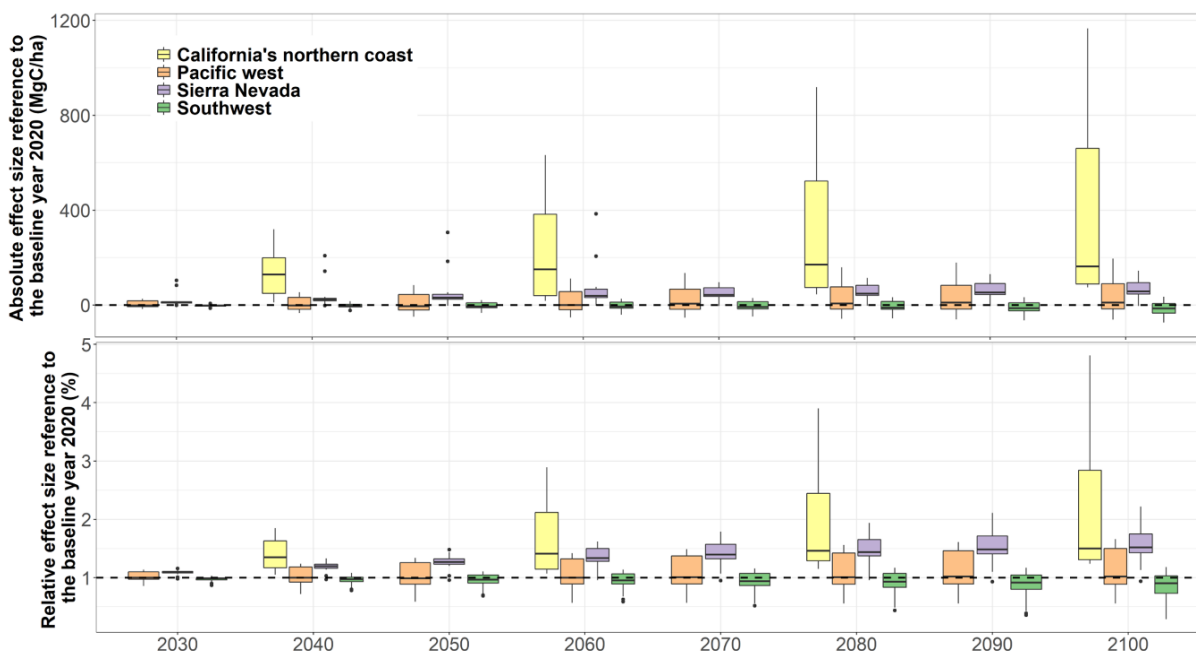 Absolute effect size reference to
the baseline year 2020 (MgC/ha)
1200
800
400
0
California's northern coast
Pacific west
Sierra Nevada
Southwest
Relative effect size reference to
the baseline year 2020 (%)
5
4
3
2
1
2030 2040 2050 2060 2070 2080 2090 2100